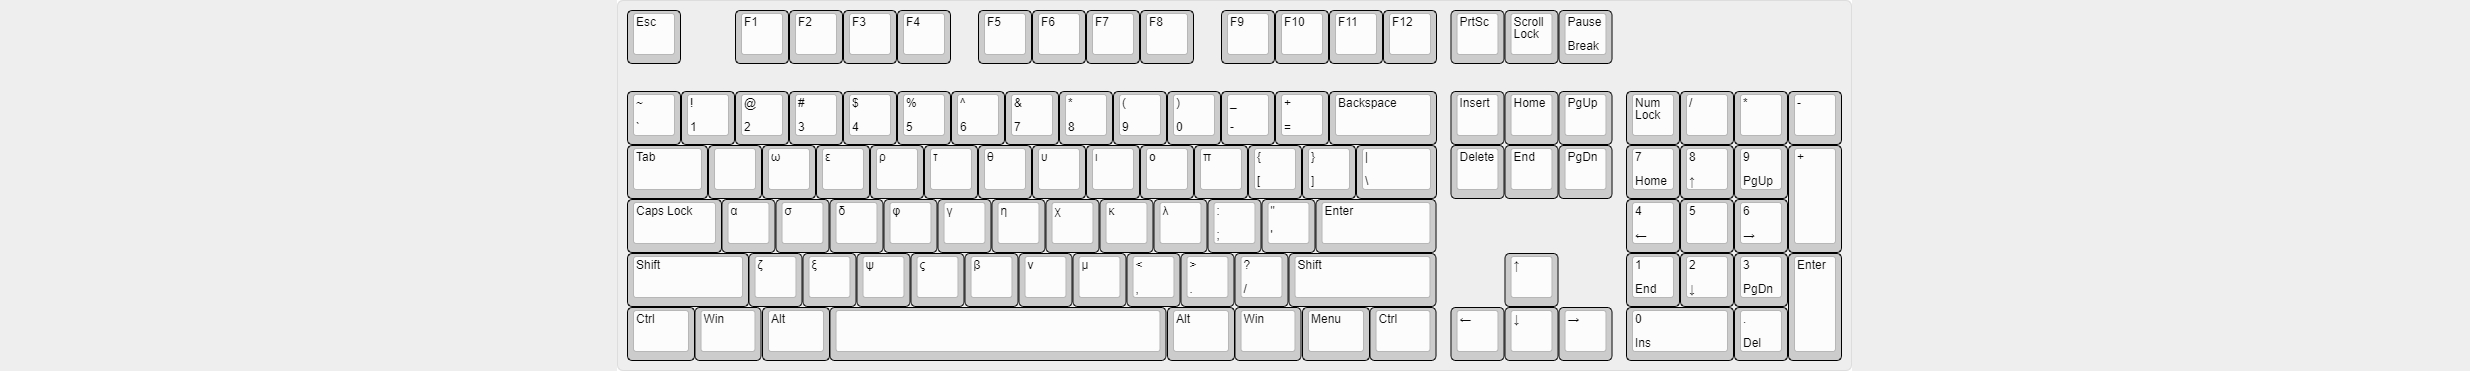 Esc F1 F2 F3 F4 F5 F6 F7 F8 F9 F10 F11 F12 PrtSc Scroll Pause
Lock
Break
~ ! @ # $ % ^ & * ( ) _ + Backspace Insert Home PgUp Num / * -
Lock
` 1 2 3 4 5 6 7 8 9 0 - =
Tab ω ε ρ τ θ υ ι ο π { } | Delete End PgDn 7 8 9 +
[ ] \ Home ↑ PgUp
Caps Lock α σ δ φ γ η χ κ λ : " Enter 4 5 6
; ' ← →
Shift ζ ξ ψ ς β ν μ < > ? Shift ↑ 1 2 3 Enter
, . / End ↓ PgDn
Ctrl Win Alt Alt Win Menu Ctrl ← ↓ → 0 .
Ins Del